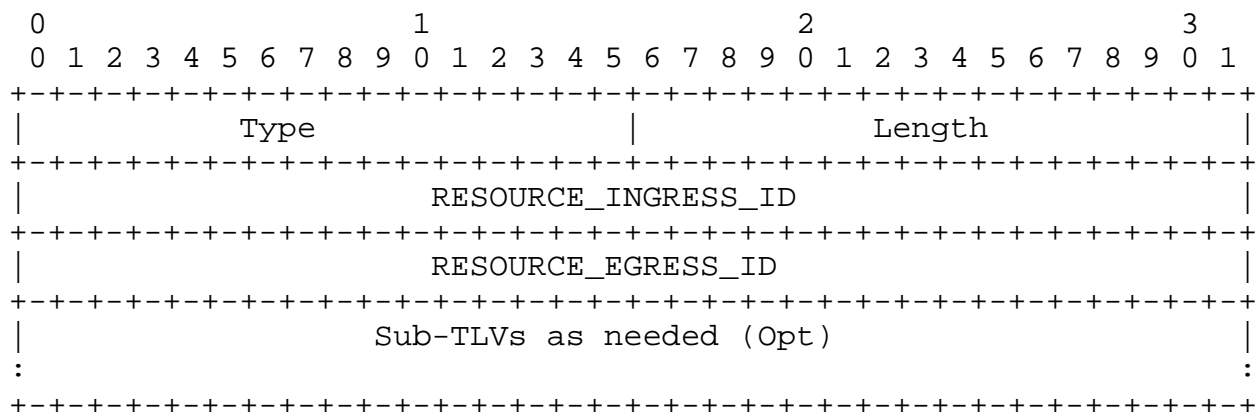 0                   1                   2                   3
 0 1 2 3 4 5 6 7 8 9 0 1 2 3 4 5 6 7 8 9 0 1 2 3 4 5 6 7 8 9 0 1
+-+-+-+-+-+-+-+-+-+-+-+-+-+-+-+-+-+-+-+-+-+-+-+-+-+-+-+-+-+-+-+-+
|           Type                |            Length             |
+-+-+-+-+-+-+-+-+-+-+-+-+-+-+-+-+-+-+-+-+-+-+-+-+-+-+-+-+-+-+-+-+
|                     RESOURCE_INGRESS_ID                       |
+-+-+-+-+-+-+-+-+-+-+-+-+-+-+-+-+-+-+-+-+-+-+-+-+-+-+-+-+-+-+-+-+
|                     RESOURCE_EGRESS_ID                        |
+-+-+-+-+-+-+-+-+-+-+-+-+-+-+-+-+-+-+-+-+-+-+-+-+-+-+-+-+-+-+-+-+
|                  Sub-TLVs as needed (Opt)                     |
:                                                               :
+-+-+-+-+-+-+-+-+-+-+-+-+-+-+-+-+-+-+-+-+-+-+-+-+-+-+-+-+-+-+-+-+